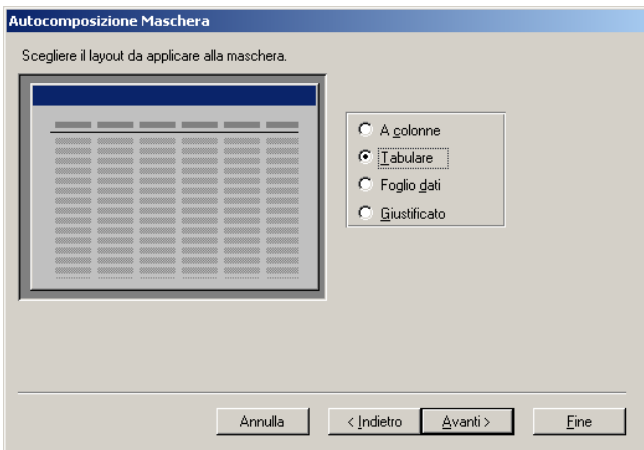 Autocomposizione Maschera
Scegliere il layout da applicare alla maschera.
A colonne
Tabulare
Foglio dati
Giustificato
Annulla
< Indietro
Avanti >
Fine